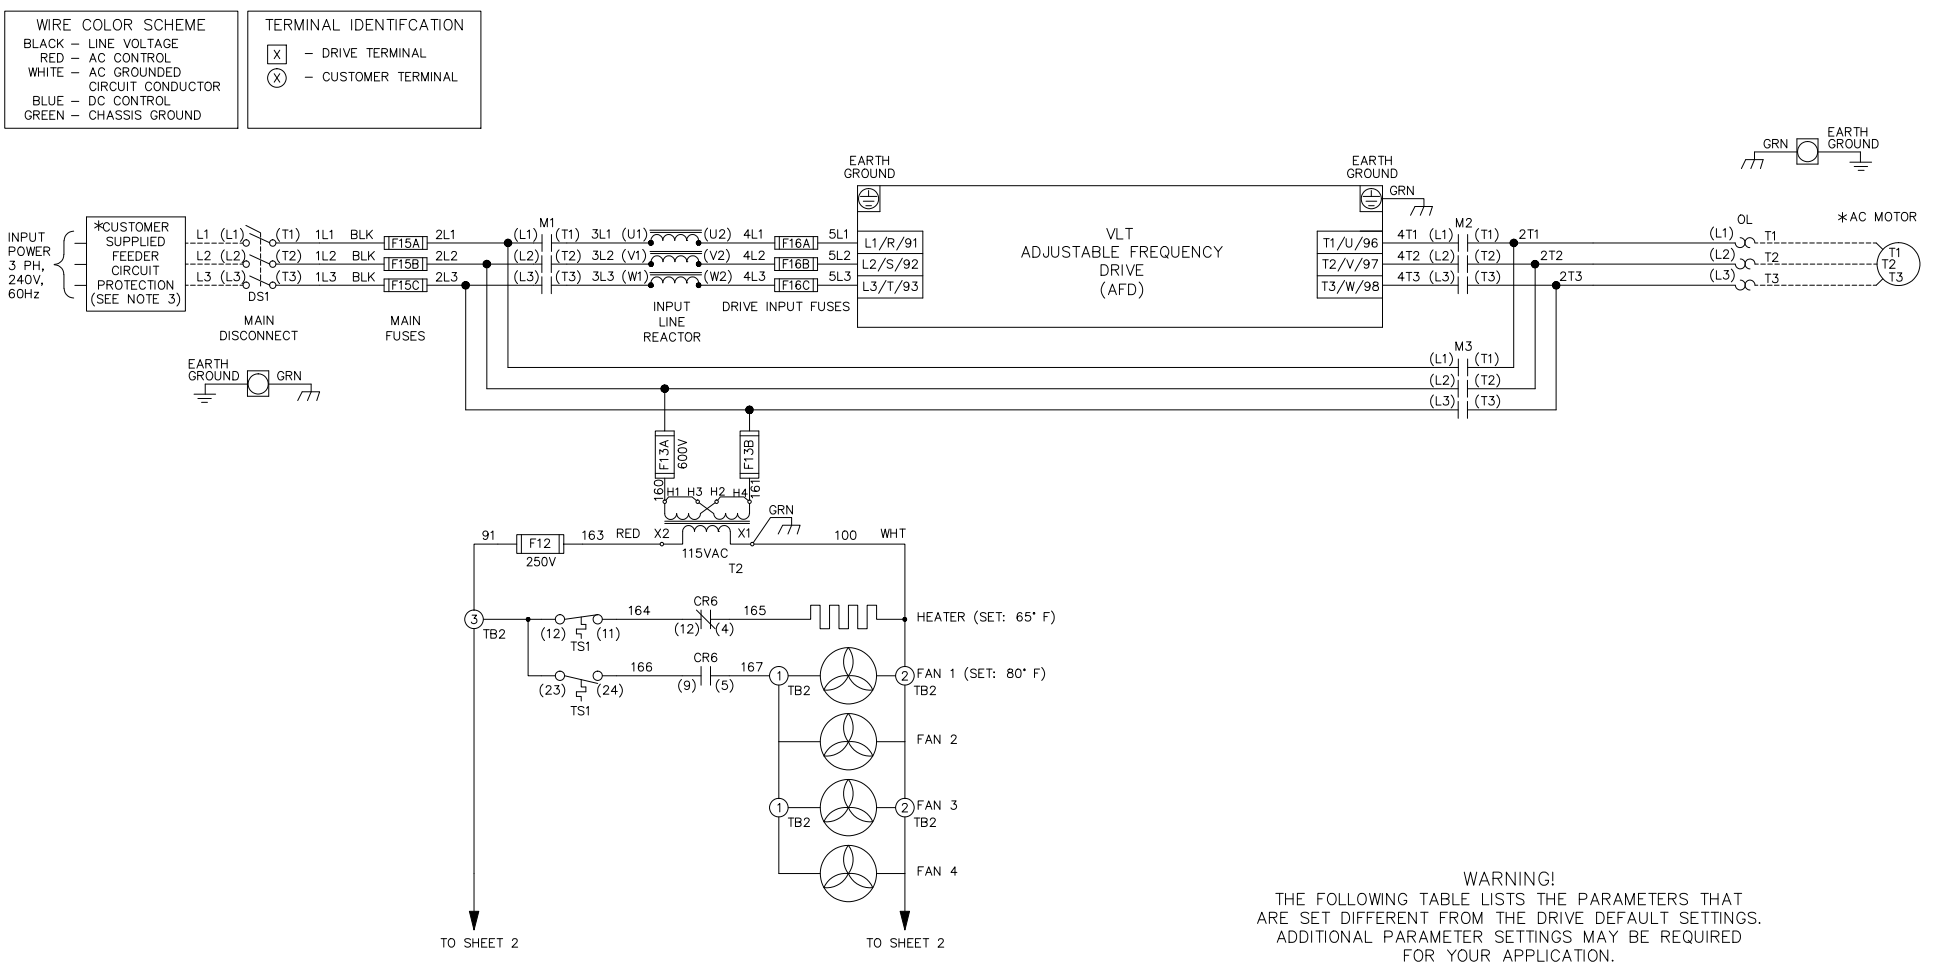 WIRE COLOR SCHEME
BLACK – LINE VOLTAGE
RED – AC CONTROL
WHITE – AC GROUNDED
CIRCUIT CONDUCTOR
BLUE – DC CONTROL
GREEN – CHASSIS GROUND
TERMINAL IDENTIFCATION
X – DRIVE TERMINAL
X – CUSTOMER TERMINAL
GRN
EARTH
GROUND
EARTH
GROUND
EARTH
GROUND
GRN
INPUT
POWER
3 PH,
240V,
60Hz
*CUSTOMER
SUPPLIED
FEEDER
CIRCUIT
PROTECTION
(SEE NOTE 3)
L1 (L1) (T1) 1L1 BLK F15A 2L1 (L1) M1 (T1) 3L1 (U1) (U2) 4L1 F16A 5L1 L1/R/91
L2 (L2) (T2) 1L2 BLK F15B 2L2 (L2) (T2) 3L2 (V1) (V2) 4L2 F16B 5L2 L2/S/92
L3 (L3) (T3) 1L3 BLK F15C 2L3 (L3) (T3) 3L3 (W1) (W2) 4L3 F16C 5L3 L3/T/93
DS1
MAIN
DISCONNECT
MAIN
FUSES
INPUT
LINE
REACTOR
DRIVE INPUT FUSES
VLT
ADJUSTABLE FREQUENCY
DRIVE
(AFD)
T1/U/96 4T1 (L1) M2 (T1) 2T1 (L1) OL T1
T2/V/97 4T2 (L2) (T2) 2T2 (L2) T2
T3/W/98 4T3 (L3) (T3) 2T3 (L3) T3
*AC MOTOR
T1
T2
T3
EARTH
GROUND
GRN
M3
(L1) (T1)
(L2) (T2)
(L3) (T3)
F13A
600V
F13B
160
161
H1 H3 H2 H4
GRN
91 F12 163 RED X2 X1 100 WHT
250V
115VAC
T2
3
TB2
(12) (11)
TS1
164
CR6
(12) (4)
165
HEATER (SET: 65° F)
(23) (24)
TS1
166
CR6
(9) (5)
167
1
TB2
2
TB2
FAN 1 (SET: 80° F)
FAN 2
1
TB2
2
TB2
FAN 3
FAN 4
TO SHEET 2
TO SHEET 2
WARNING!
THE FOLLOWING TABLE LISTS THE PARAMETERS THAT
ARE SET DIFFERENT FROM THE DRIVE DEFAULT SETTINGS.
ADDITIONAL PARAMETER SETTINGS MAY BE REQUIRED
FOR YOUR APPLICATION.